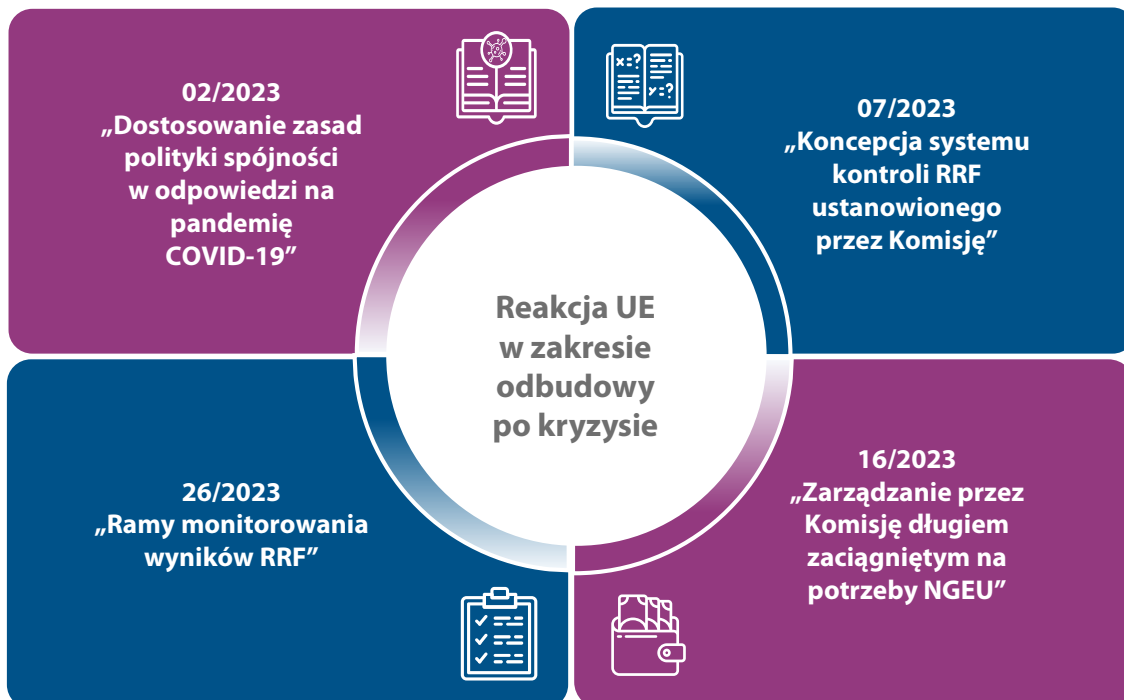 02/2023
„Dostosowanie zasad
polityki spójności
w odpowiedzi na
pandemię
COVID-19”
x=?
y=?
07/2023
„Koncepcja systemu
kontroli RRF
ustanowionego
przez Komisję”
Reakcja UE
w zakresie
odbudowy
po kryzysie
26/2023
„Ramy monitorowania
wyników RRF”
16/2023
„Zarządzanie przez
Komisję długiem
zaciągniętym na
potrzeby NGEU”